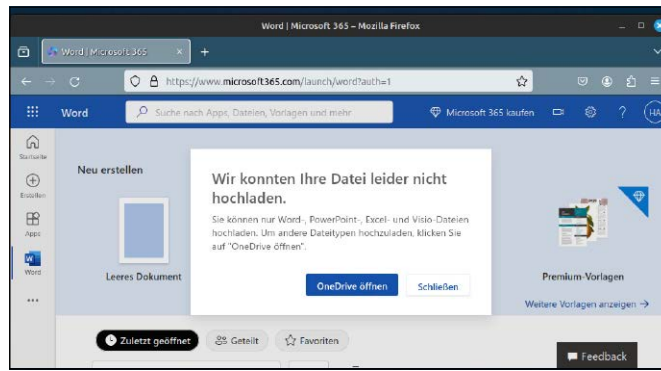 Word | Microsoft 365 – Mozilla Firefox
Word | Microsoft 365
https://www.microsoft365.com/launch/word?auth=1
Word
Suche nach Apps, Dateien, Vorlagen und mehr
Microsoft 365 kaufen
HA
Startseite
Erstellen
Apps
Word
Neu erstellen
Leeres Dokument
Wir konnten Ihre Datei leider nicht
hochladen.
Sie können nur Word-, PowerPoint-, Excel- und Visio-Dateien
hochladen. Um andere Dateitypen hochzuladen, klicken Sie
auf "OneDrive öffnen".
OneDrive öffnen
Schließen
Premium-Vorlagen
Weitere Vorlagen anzeigen →
Zuletzt geöffnet
Geteilt
Favoriten
Feedback